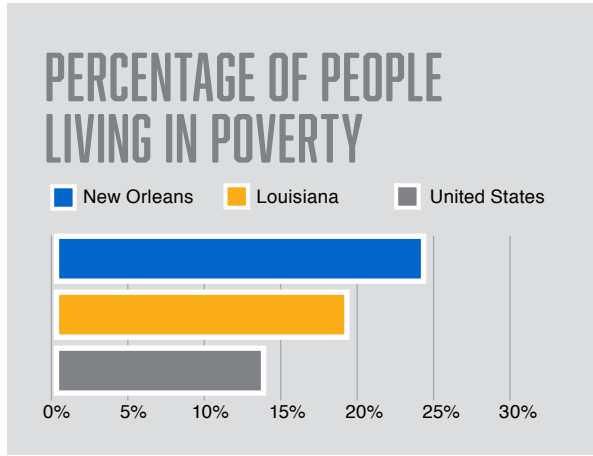 PERCENTAGE OF PEOPLE
LIVING IN POVERTY
New Orleans Louisiana United States
0% 5% 10% 15% 20% 25% 30%